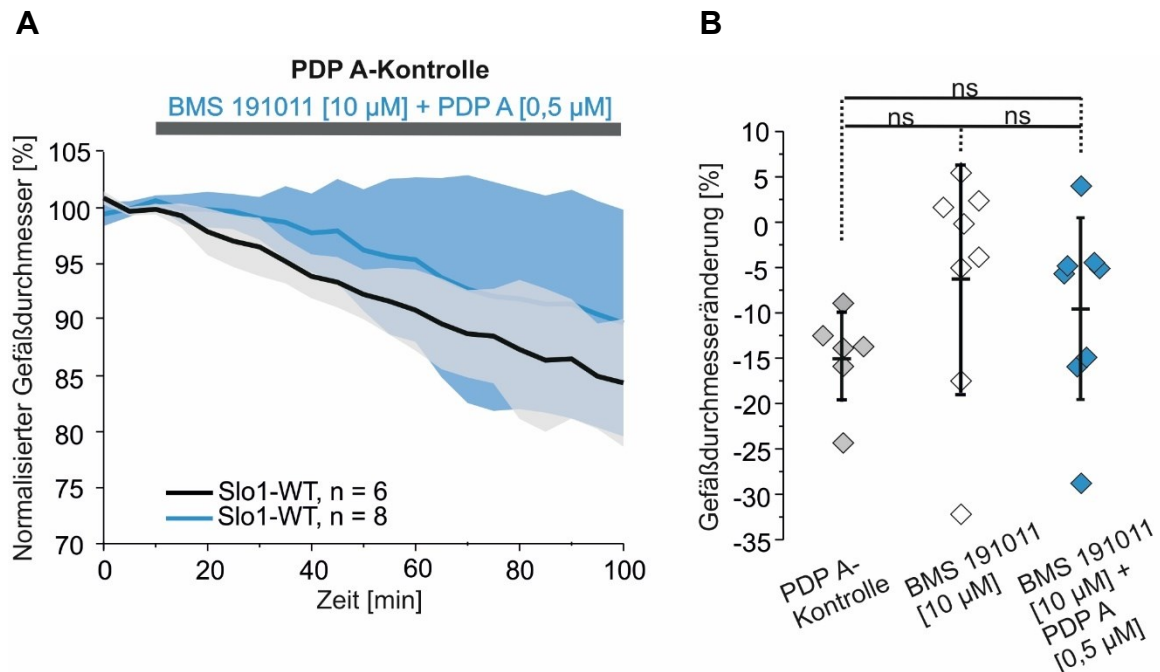 A
PDP A-Kontrolle
BMS 191011 [10 µM] + PDP A [0,5 µM]
Normalisierter Gefäßdurchmesser [%]
105
100
95
90
85
80
75
70
Slo1-WT, n = 6
Slo1-WT, n = 8
0
20
40
60
80
100
Zeit [min]
B
ns
ns
ns
Gefäßdurchmesseränderung [%]
10
5
0
-5
-10
-15
-20
-25
-30
-35
PDP A-
Kontrolle
BMS 191011
[10 µM]
BMS 191011
[10 µM] +
PDP A
[0,5 µM]